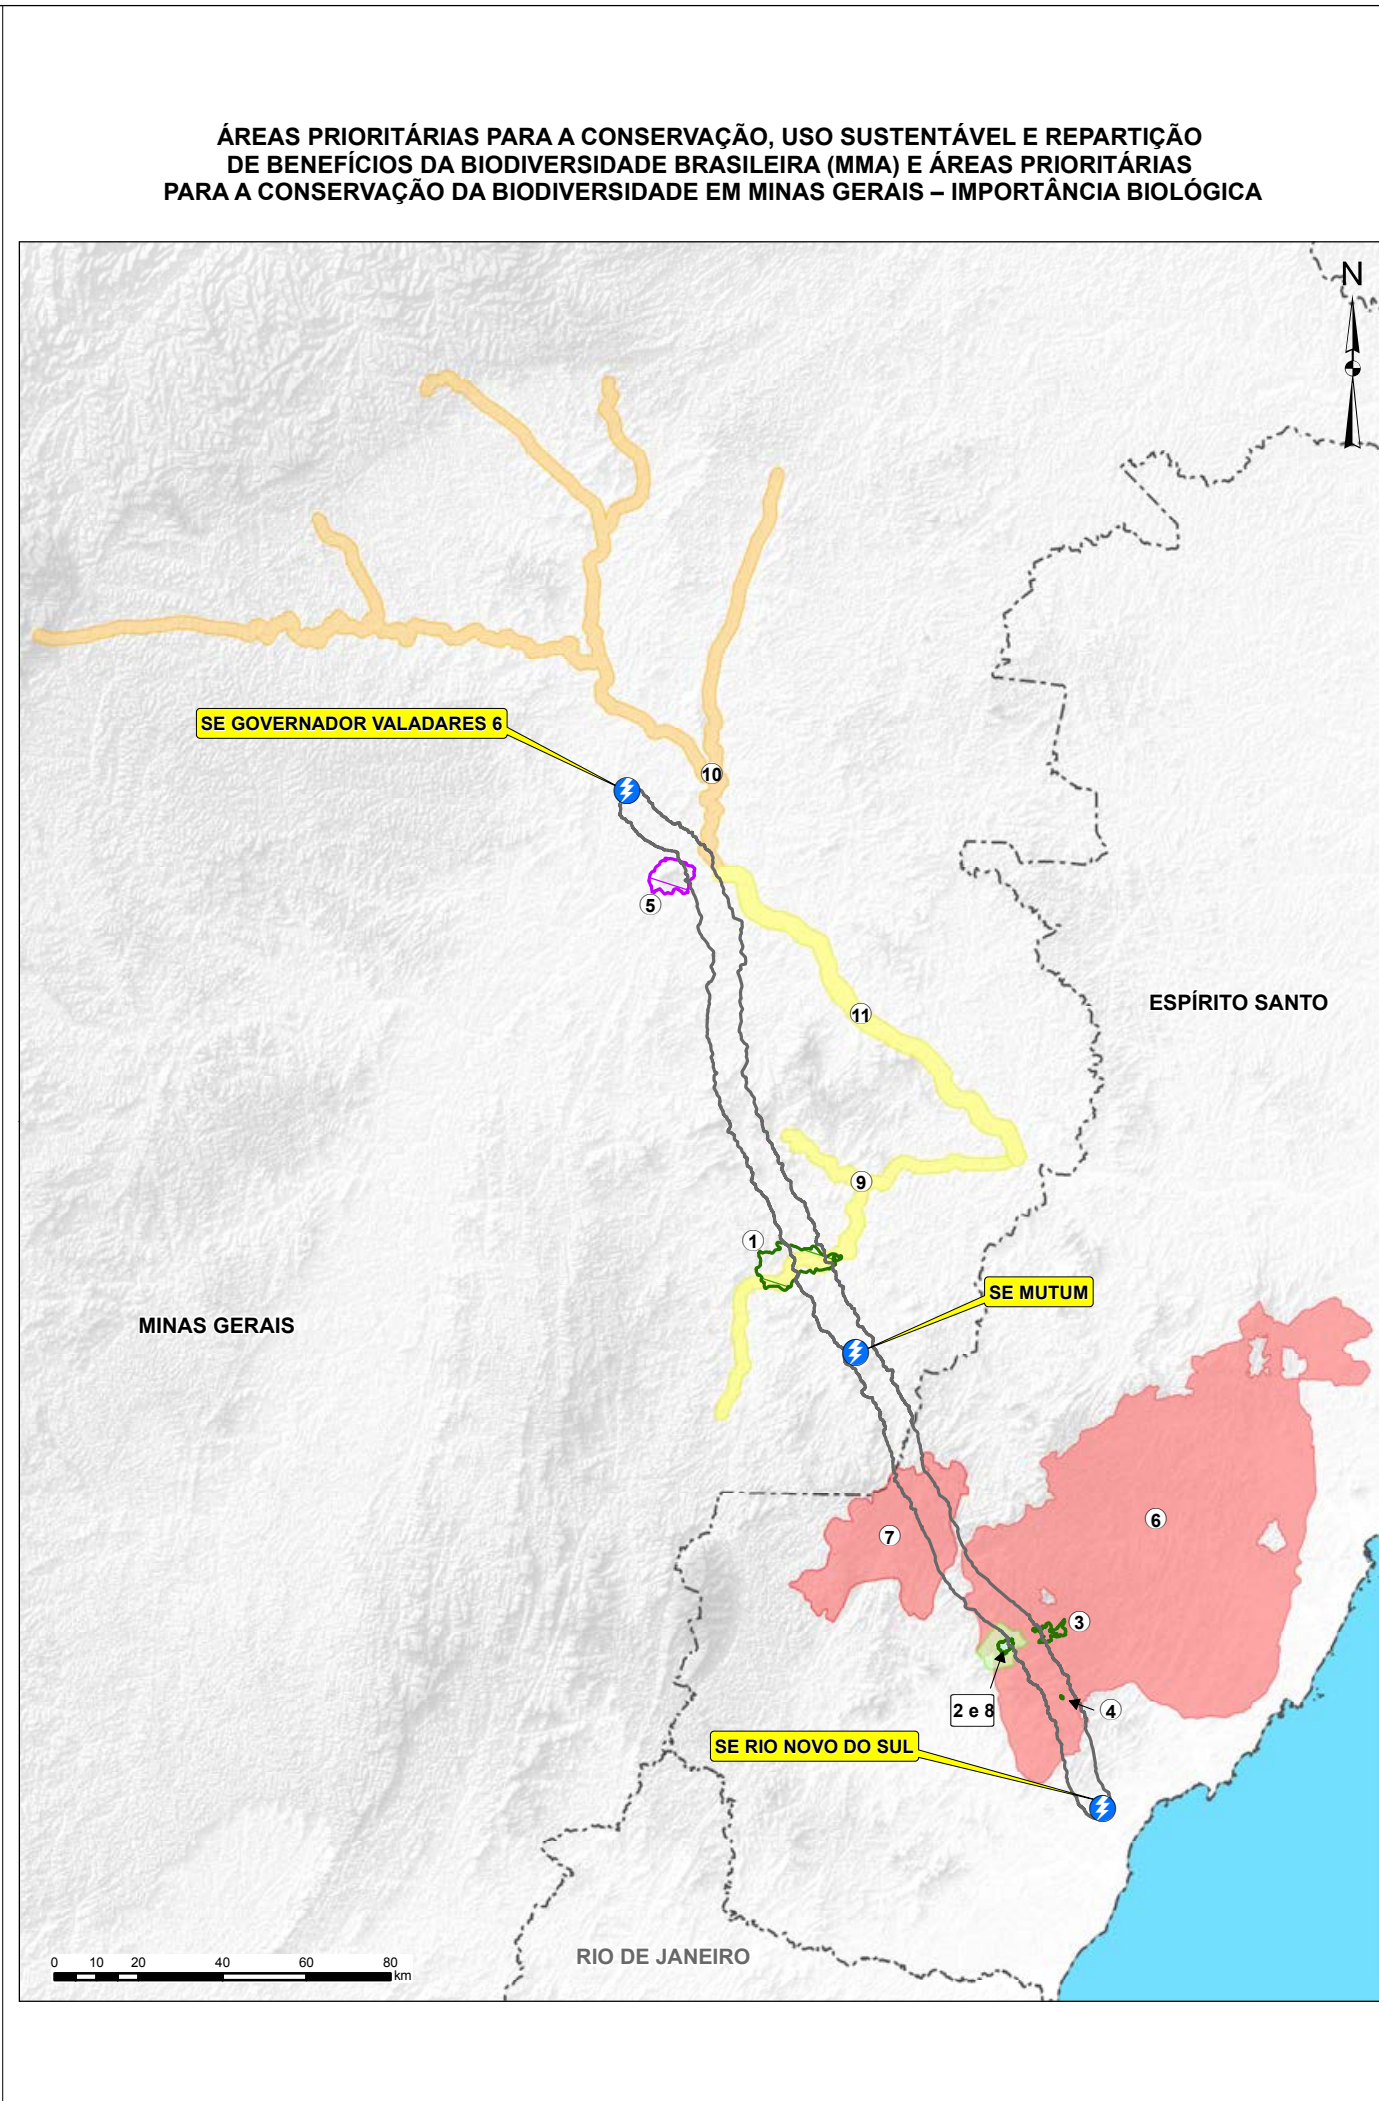 ÁREAS PRIORITÁRIAS PARA A CONSERVAÇÃO, USO SUSTENTÁVEL E REPARTIÇÃO
DE BENEFÍCIOS DA BIODIVERSIDADE BRASILEIRA (MMA) E ÁREAS PRIORITÁRIAS
PARA A CONSERVAÇÃO DA BIODIVERSIDADE EM MINAS GERAIS – IMPORTÂNCIA BIOLÓGICA
N
SE GOVERNADOR VALADARES 6
10
5
ESPÍRITO SANTO
11
9
1
SE MUTUM
MINAS GERAIS
6
7
3
2 e 8
4
SE RIO NOVO DO SUL
RIO DE JANEIRO
0 10 20 40 60 80
km